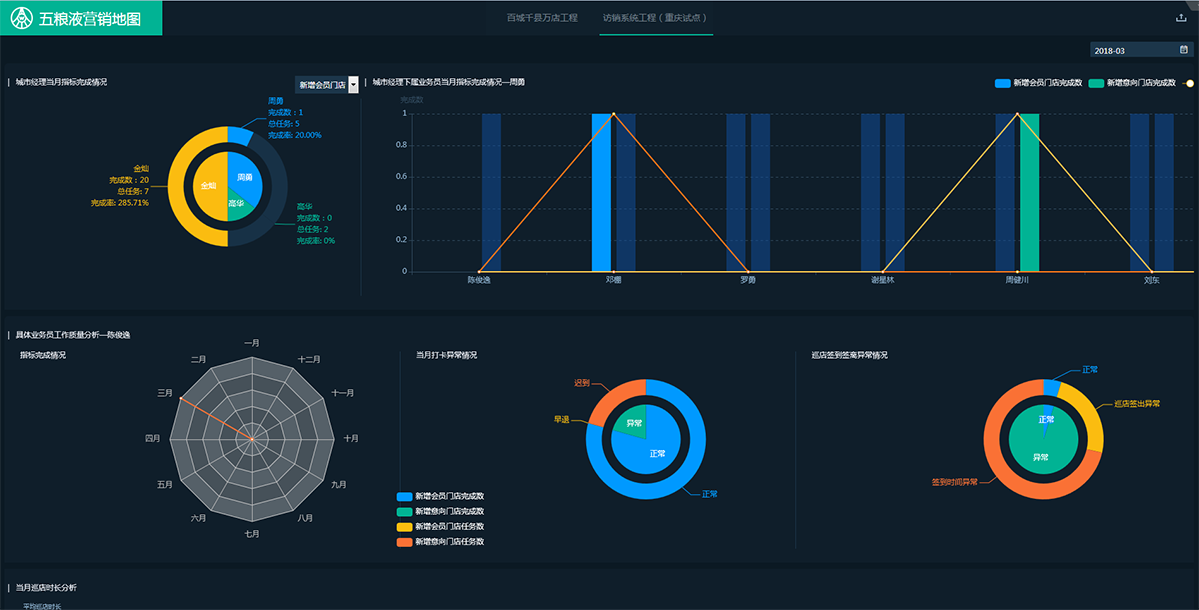 五粮液营销地图
百城千县万店工程
访销系统工程（重庆试点）
2018-03
城市经理当月指标完成情况
新增会员门店
周勇
完成数：1
总任务: 5
完成率: 20.00%
金灿
完成数：20
总任务: 7
完成率: 285.71%
高华
完成数：0
总任务: 2
完成率: 0%
金灿
周勇
高华
城市经理下属业务员当月指标完成情况—周勇
新增会员门店完成数
新增意向门店完成数
完成数
1
0.8
0.6
0.4
0.2
0
陈俊逸
邓栅
罗勇
谢星林
周健川
刘东
具体业务员工作质量分析—陈俊逸
指标完成情况
一月
十二月
十一月
十月
九月
八月
七月
六月
五月
四月
三月
二月
新增会员门店完成数
新增意向门店完成数
新增会员门店任务数
新增意向门店任务数
当月打卡异常情况
迟到
早退
异常
正常
正常
巡店签到签离异常情况
正常
巡店签出异常
签到时间异常
正常
异常
当月巡店时长分析
平均巡店时长